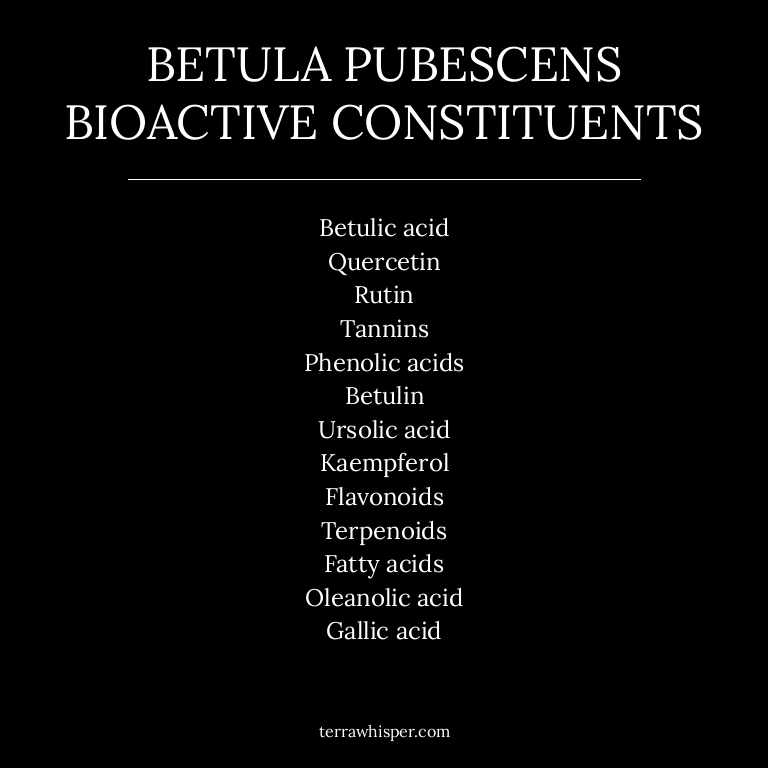 BETULA PUBESCENS
BIOACTIVE CONSTITUENTS
Betulic acid
Quercetin
Rutin
Tannins
Phenolic acids
Betulin
Ursolic acid
Kaempferol
Flavonoids
Terpenoids
Fatty acids
Oleanolic acid
Gallic acid
terrawhisper.com